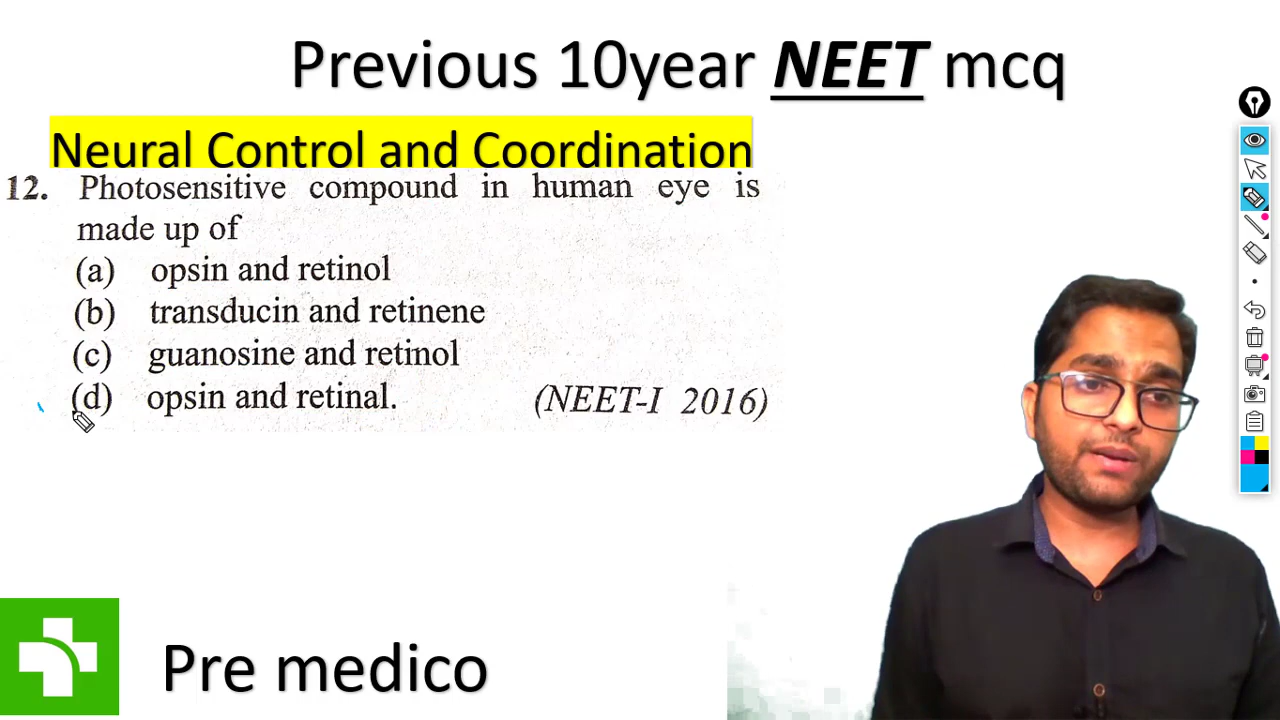 Previous 10year NEET mcq
Neural Control and Coordination
12. Photosensitive compound in human eye is
made up of
(a) opsin and retinol
(b) transducin and retinene
(c) guanosine and retinol
(d) opsin and retinal. (NEET-I 2016)
Pre medico